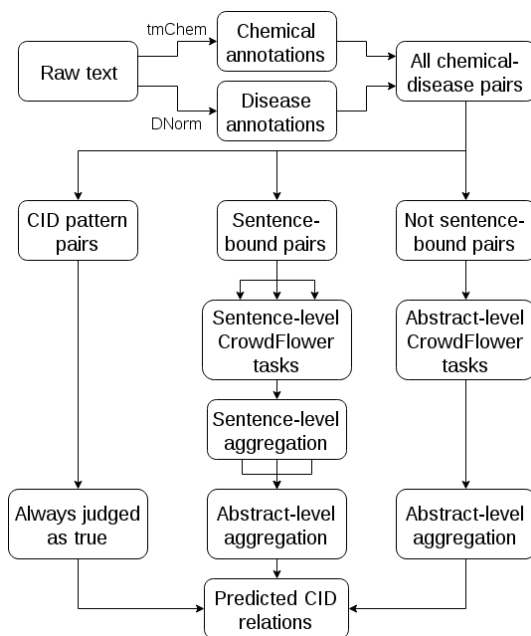 tmChem
Raw text
DNorm
Chemical
annotations
Disease
annotations
All chemical-
disease pairs
CID pattern
pairs
Sentence-
bound pairs
Not sentence-
bound pairs
Sentence-level
CrowdFlower
tasks
Abstract-level
CrowdFlower
tasks
Sentence-level
aggregation
Always judged
as true
Abstract-level
aggregation
Abstract-level
aggregation
Predicted CID
relations